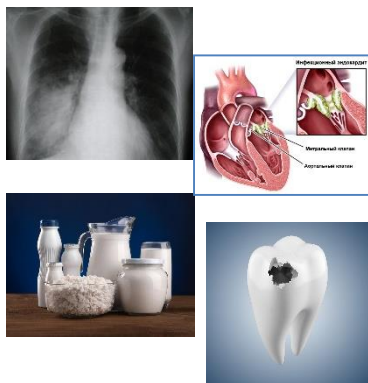 Инфекционный эндокардит
Митральный клапан
Аортальный клапан